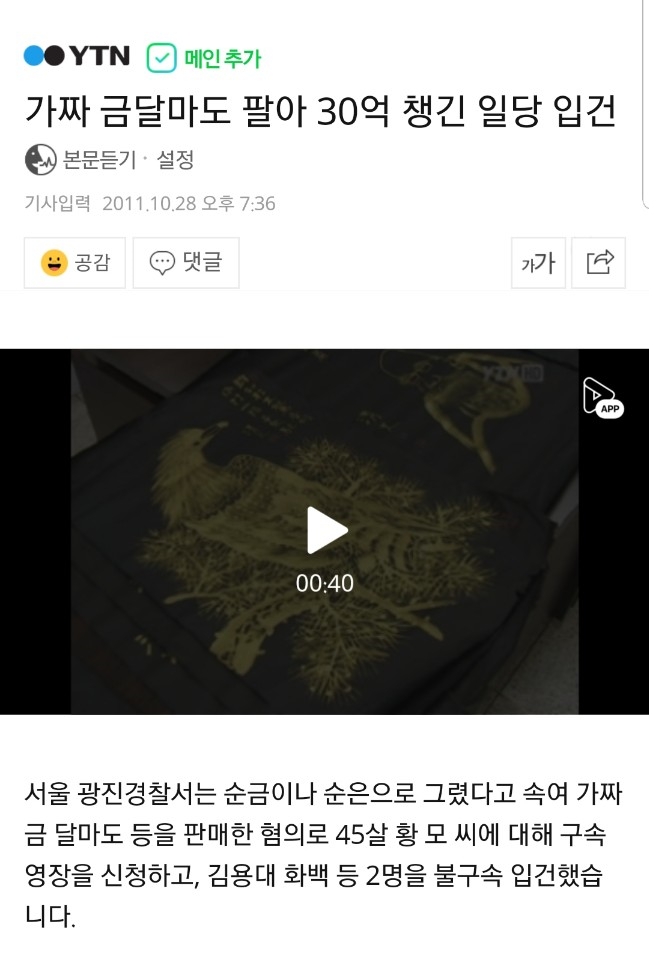 YTN 메인 추가
가짜 금달마도 팔아 30억 챙긴 일당 입건
본문듣기 · 설정
기사입력 2011.10.28 오후 7:36
공감 댓글 가가
YTN HD
APP
00:40
서울 광진경찰서는 순금이나 순은으로 그렸다고 속여 가짜
금 달마도 등을 판매한 혐의로 45살 황 모 씨에 대해 구속
영장을 신청하고, 김용대 화백 등 2명을 불구속 입건했습
니다.